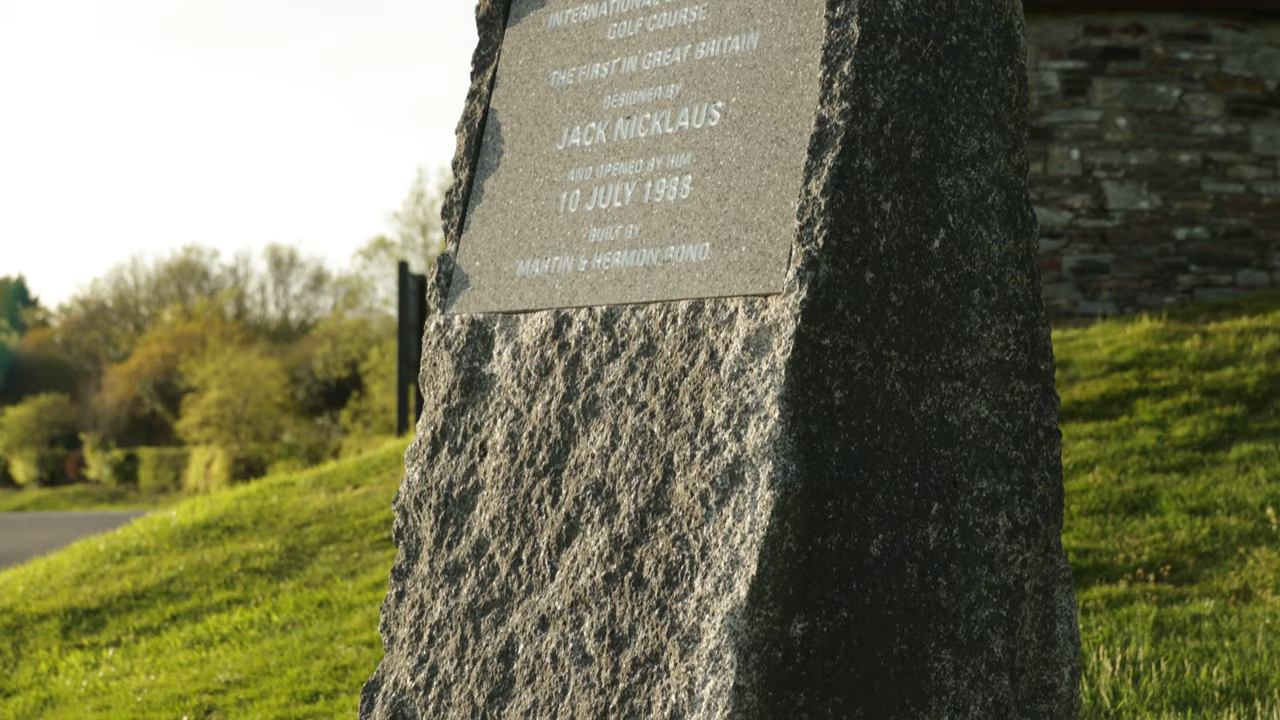 INTERNATIONAL
GOLF COURSE
THE FIRST IN GREAT BRITAIN
DESIGNED BY
JACK NICKLAUS
AND OPENED BY HIM
10 JULY 1988
BUILT BY
MARTIN & HERMON BOND